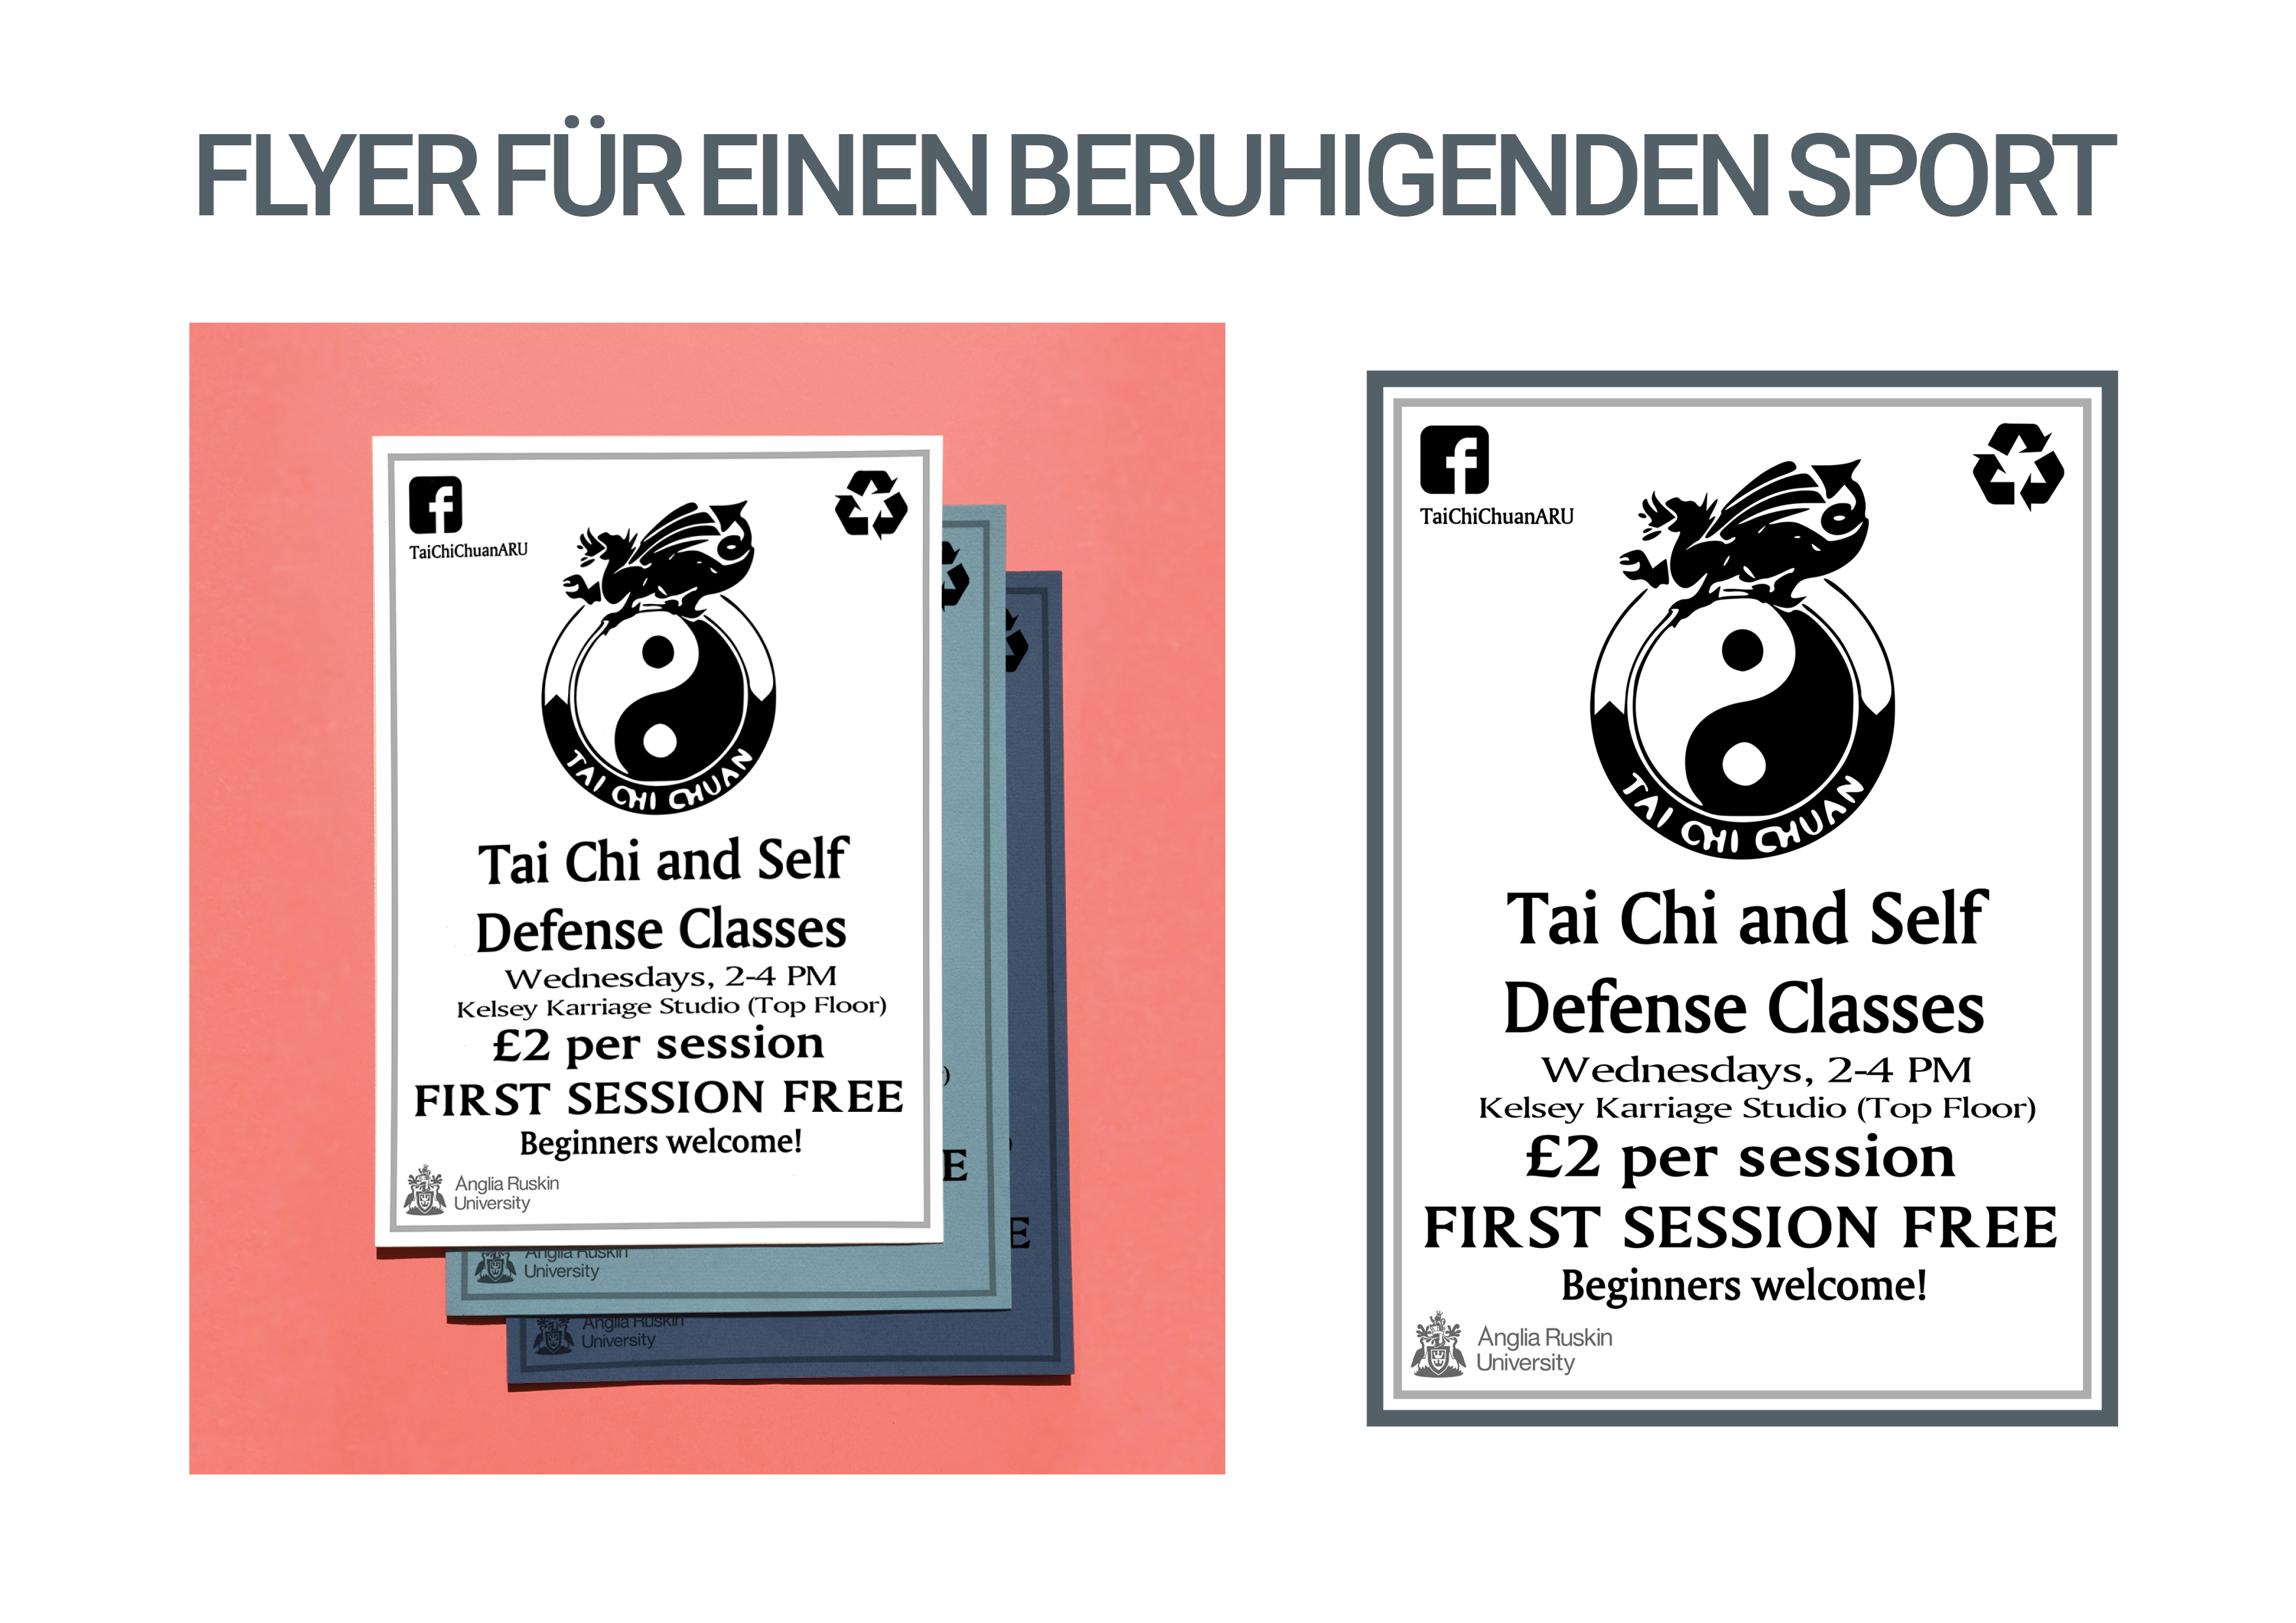 FLYER FÜR EINEN BERUHIGENDEN SPORT
TaiChiChuanARU
TAI CHI CHUAN
Tai Chi and Self
Defense Classes
Wednesdays, 2-4 PM
Kelsey Karriage Studio (Top Floor)
£2 per session
FIRST SESSION FREE
Beginners welcome!
Anglia Ruskin
University
)
E
Anglia Ruskin
University
E
Anglia Ruskin
University
TaiChiChuanARU
TAI CHI CHUAN
Tai Chi and Self
Defense Classes
Wednesdays, 2-4 PM
Kelsey Karriage Studio (Top Floor)
£2 per session
FIRST SESSION FREE
Beginners welcome!
Anglia Ruskin
University